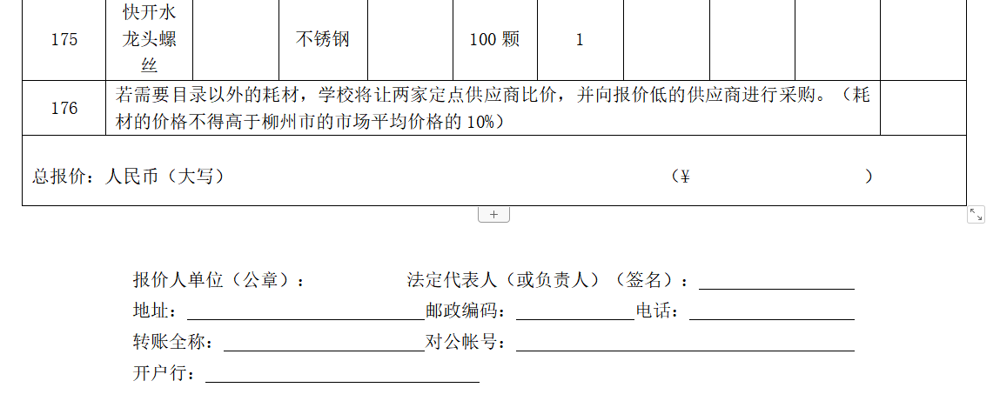 175 快开水龙头螺丝 不锈钢 100 颗 1
176 若需要目录以外的耗材，学校将让两家定点供应商比价，并向报价低的供应商进行采购。（耗
材的价格不得高于柳州市的市场平均价格的 10%）
总报价：人民币（大写） （¥ ）
报价人单位（公章）： 法定代表人（或负责人）（签名）：
地址： 邮政编码： 电话：
转账全称： 对公帐号：
开户行：